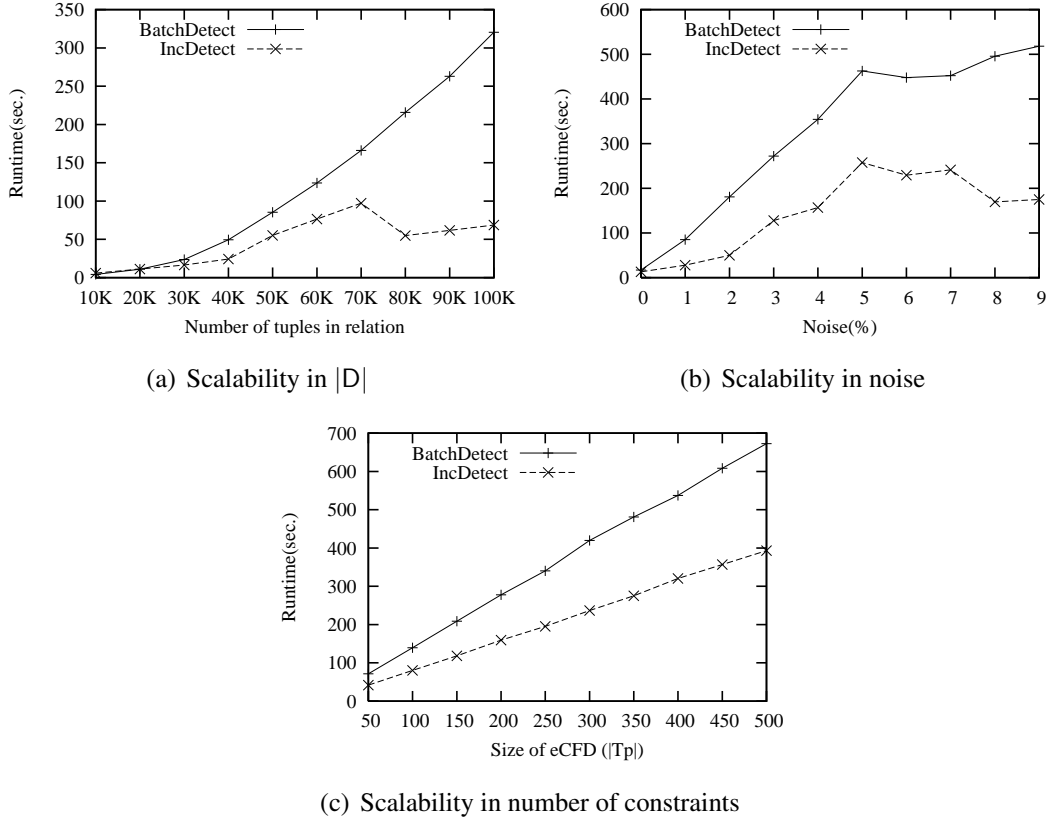 350
300
250
200
150
100
50
0
Runtime(sec.)
BatchDetect
IncDetect
10K 20K 30K 40K 50K 60K 70K 80K 90K 100K
Number of tuples in relation
(a) Scalability in |D|
600
500
400
300
200
100
0
Runtime(sec.)
BatchDetect
IncDetect
0 1 2 3 4 5 6 7 8 9
Noise(%)
(b) Scalability in noise
700
600
500
400
300
200
100
0
Runtime(sec.)
BatchDetect
IncDetect
50 100 150 200 250 300 350 400 450 500
Size of eCFD (|Tp|)
(c) Scalability in number of constraints